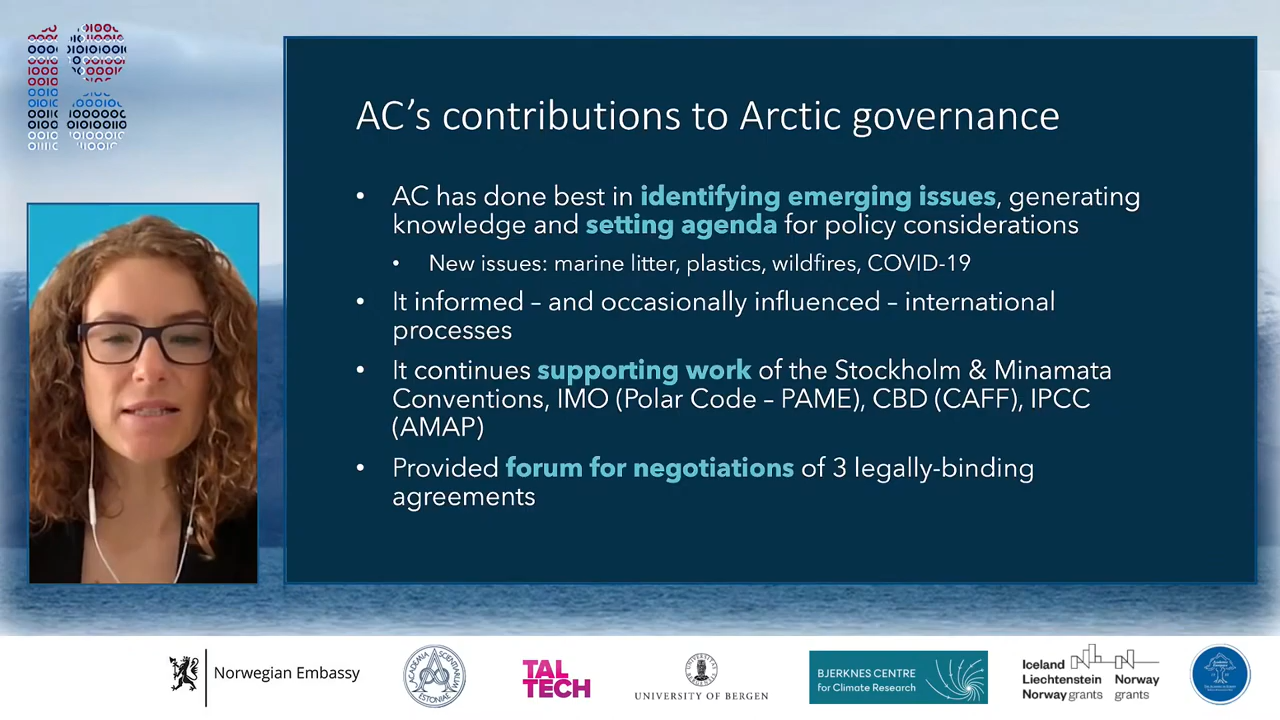 AC's contributions to Arctic governance
• AC has done best in identifying emerging issues, generating
knowledge and setting agenda for policy considerations
• New issues: marine litter, plastics, wildfires, COVID-19
• It informed – and occasionally influenced – international
processes
• It continues supporting work of the Stockholm & Minamata
Conventions, IMO (Polar Code – PAME), CBD (CAFF), IPCC
(AMAP)
• Provided forum for negotiations of 3 legally-binding
agreements
Norwegian Embassy
TAL
TECH
UNIVERSITY OF BERGEN
BJERKNES CENTRE
for Climate Research
Iceland
Liechtenstein
Norway grants
Norway
grants